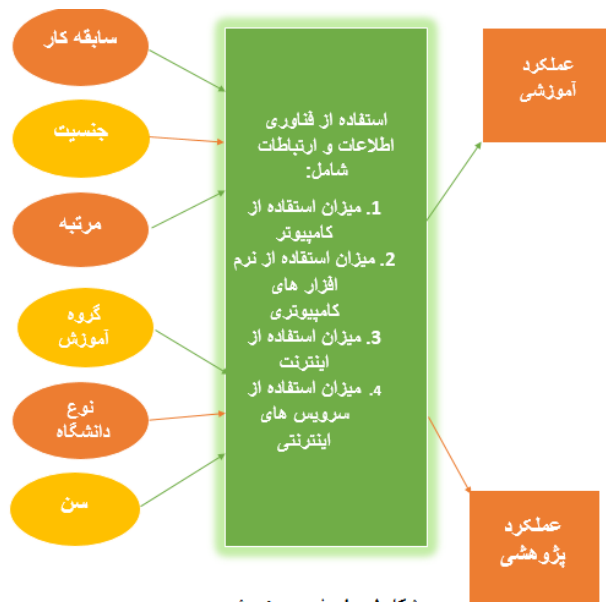 سابقه کار
جنسیت
مرتبه
گروه
آموزش
نوع
دانشگاه
سن
استفاده از فناوری
اطلاعات و ارتباطات
شامل:
1. میزان استفاده از
کامپیوتر
2. میزان استفاده از نرم
افزار های
کامپیوتری
3. میزان استفاده از
اینترنت
4. میزان استفاده از
سرویس های
اینترنتی
عملکرد
آموزشی
عملکرد
پژوهشی